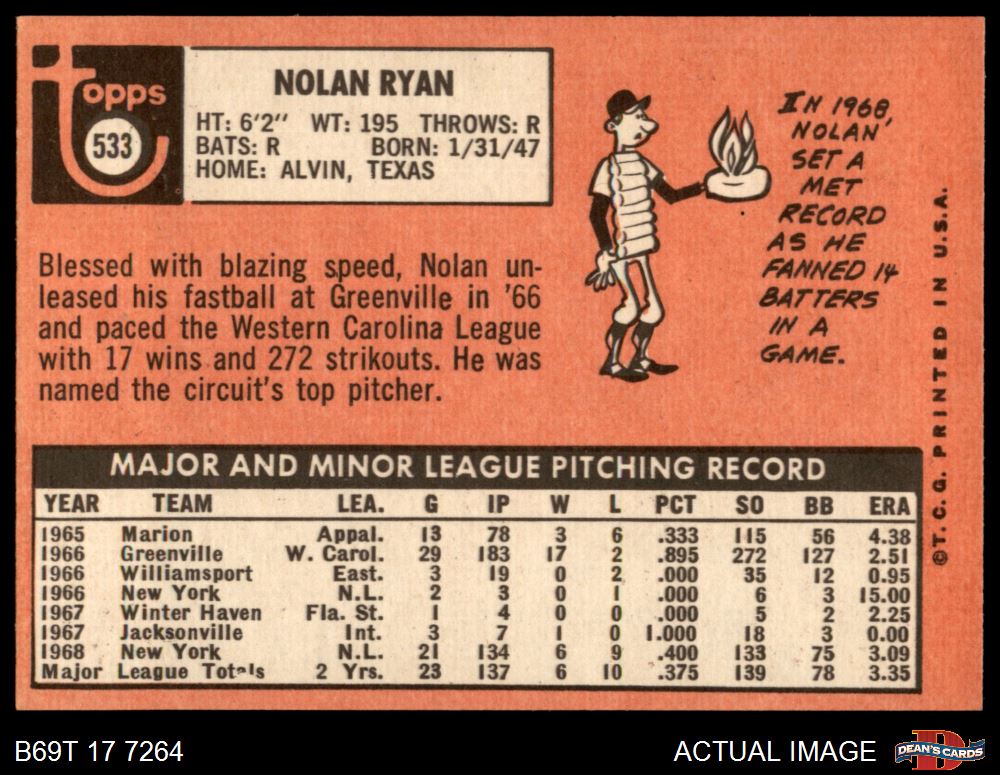 topps
533
NOLAN RYAN
HT: 6'2" WT: 195 THROWS: R
BATS: R BORN: 1/31/47
HOME: ALVIN, TEXAS
Blessed with blazing speed, Nolan un-
leased his fastball at Greenville in '66
and paced the Western Carolina League
with 17 wins and 272 strikouts. He was
named the circuit's top pitcher.
IN 1968,
NOLAN
SET A
MET
RECORD
AS HE
FANNED 14
BATTERS
IN A
GAME.
©T. C. G. PRINTED IN U.S.A.
MAJOR AND MINOR LEAGUE PITCHING RECORD
YEAR TEAM LEA. G IP W L PCT SO BB ERA
1965 Marion Appal. 13 78 3 6 .333 115 56 4.38
1966 Greenville W. Carol. 29 183 17 2 .895 272 127 2.51
1966 Williamsport East. 3 19 0 2 .000 35 12 0.95
1966 New York N.L. 2 3 0 1 .000 6 3 15.00
1967 Winter Haven Fla. St. 1 4 0 0 .000 5 2 2.25
1967 Jacksonville Int. 3 7 1 0 1.000 18 3 0.00
1968 New York N.L. 21 134 6 9 .400 133 75 3.09
Major League Totals 2 Yrs. 23 137 6 10 .375 139 78 3.35
B69T 17 7264
ACTUAL IMAGE
D
DEAN'S CARDS
C